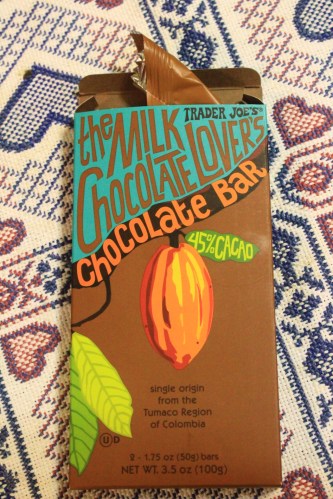 TRADER JOE'S®
the MILK
CHOCOLATE LOVER'S
CHOCOLATE BAR
45% CACAO
single origin
from the
Tumaco Region
of Colombia
U D
2 - 1.75 oz (50g) bars
NET WT. 3.5 oz (100g)